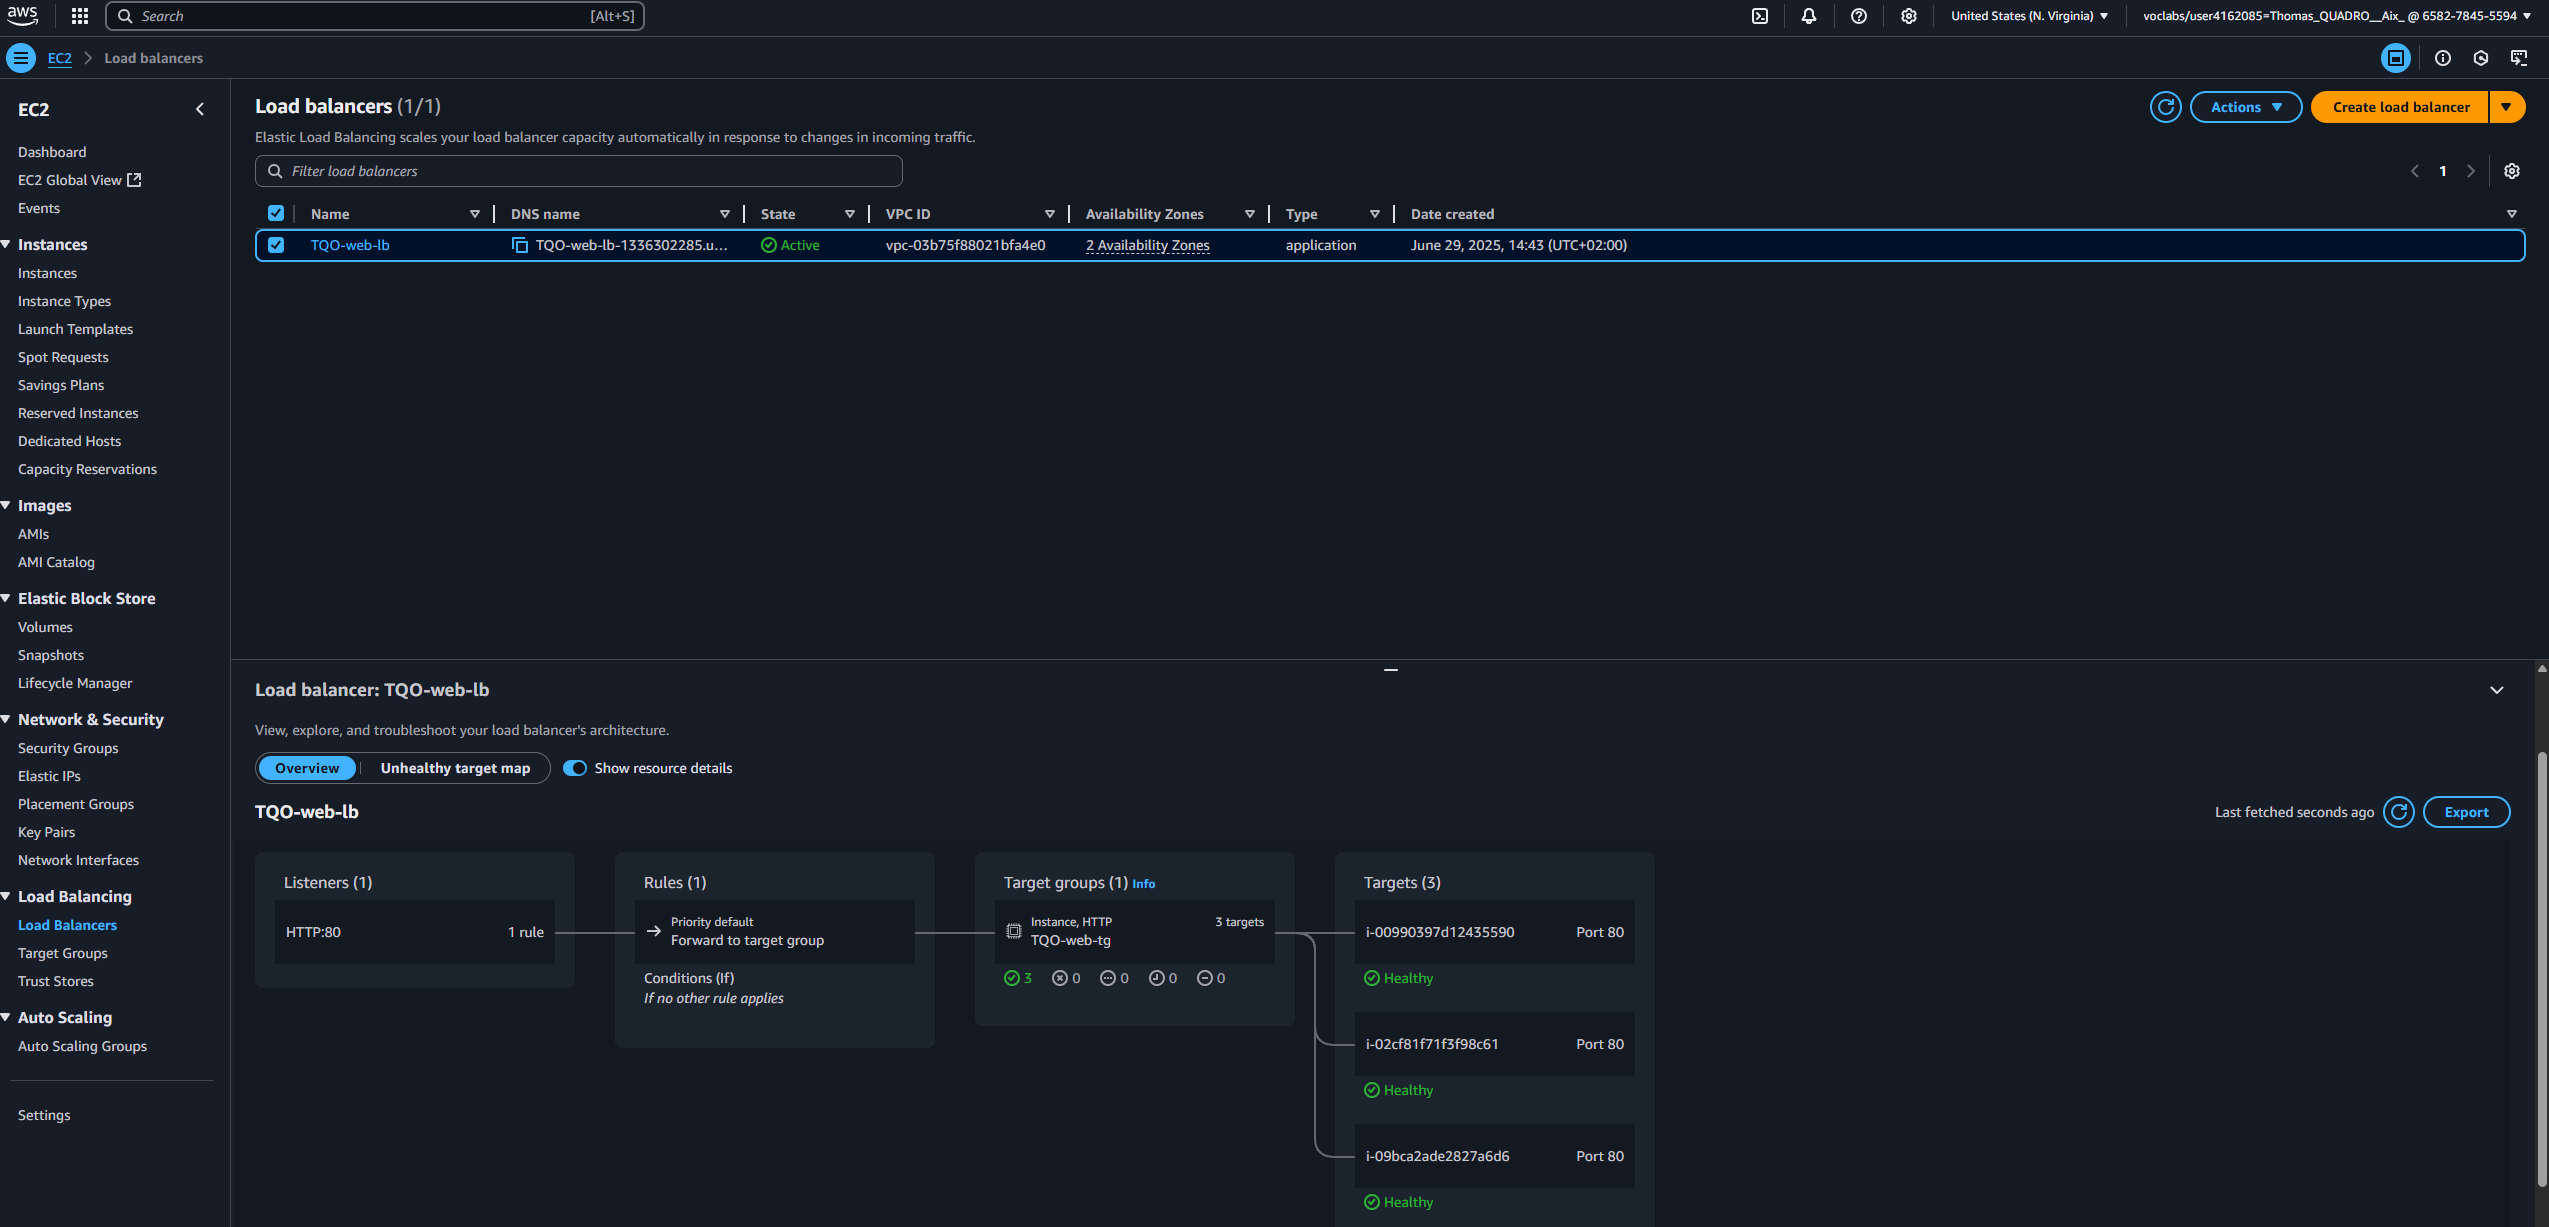 aws
Search
[Alt+S]
United States (N. Virginia)
voclabs/user4162085=Thomas_QUADRO__Aix_ @ 6582-7845-5594
EC2
Load balancers
EC2
Dashboard
EC2 Global View
Events
Instances
Instances
Instance Types
Launch Templates
Spot Requests
Savings Plans
Reserved Instances
Dedicated Hosts
Capacity Reservations
Images
AMIs
AMI Catalog
Elastic Block Store
Volumes
Snapshots
Lifecycle Manager
Network & Security
Security Groups
Elastic IPs
Placement Groups
Key Pairs
Network Interfaces
Load Balancing
Load Balancers
Target Groups
Trust Stores
Auto Scaling
Auto Scaling Groups
Settings
Load balancers (1/1)
Actions
Create load balancer
Elastic Load Balancing scales your load balancer capacity automatically in response to changes in incoming traffic.
Filter load balancers
1
Name DNS name State VPC ID Availability Zones Type Date created
TQO-web-lb TQO-web-lb-1336302285.u... Active vpc-03b75f88021bfa4e0 2 Availability Zones application June 29, 2025, 14:43 (UTC+02:00)
Load balancer: TQO-web-lb
View, explore, and troubleshoot your load balancer's architecture.
Overview
Unhealthy target map
Show resource details
TQO-web-lb
Last fetched seconds ago
Export
Listeners (1)
HTTP:80 1 rule
Rules (1)
Priority default
Forward to target group
Conditions (If)
If no other rule applies
Target groups (1) Info
Instance, HTTP 3 targets
TQO-web-tg
3 0 0 0 0
Targets (3)
i-00990397d12435590 Port 80
Healthy
i-02cf81f71f3f98c61 Port 80
Healthy
i-09bca2ade2827a6d6 Port 80
Healthy